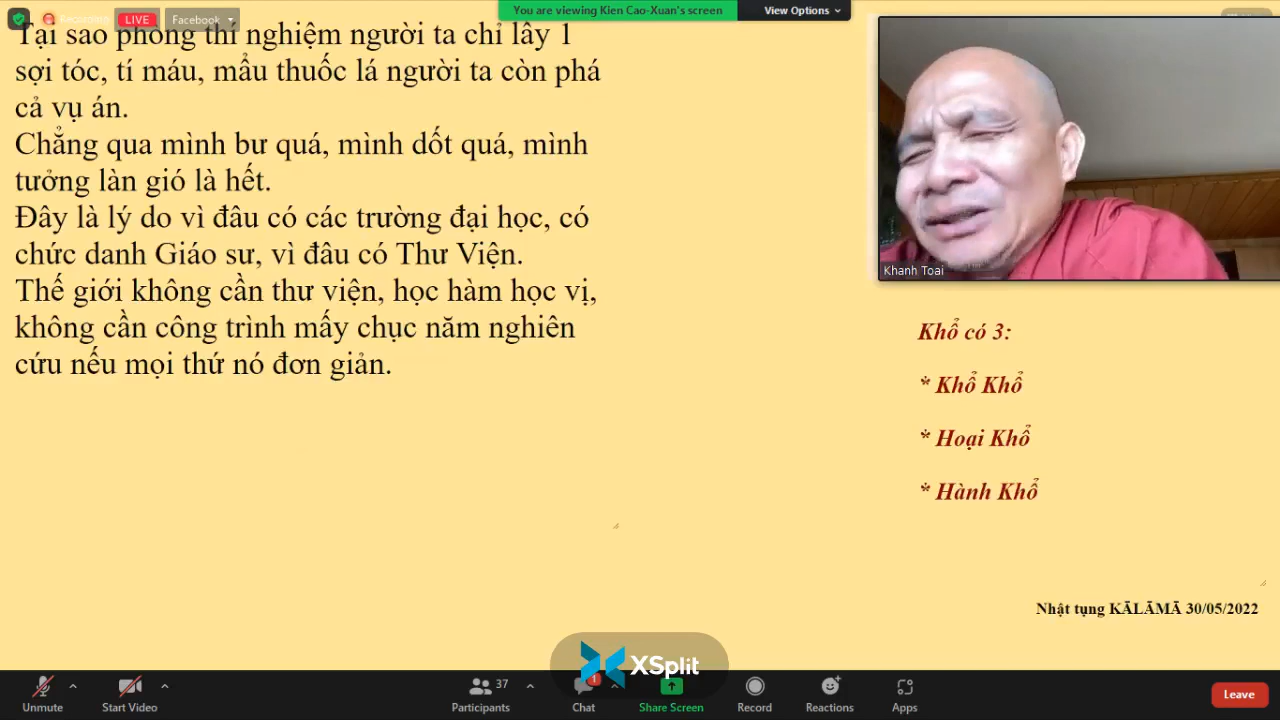 Recording
LIVE
Facebook
You are viewing Kien Cao-Xuan's screen
View Options
Tại sao phòng thí nghiệm người ta chỉ lấy 1
sợi tóc, tí máu, mẩu thuốc lá người ta còn phá
cả vụ án.
Chẳng qua mình bư quá, mình dốt quá, mình
tưởng làn gió là hết.
Đây là lý do vì đâu có các trường đại học, có
chức danh Giáo sư, vì đâu có Thư Viện.
Thế giới không cần thư viện, học hàm học vị,
không cần công trình mấy chục năm nghiên
cứu nếu mọi thứ nó đơn giản.
Khanh Toai
Khổ có 3:
* Khổ Khổ
* Hoại Khổ
* Hành Khổ
Nhật tụng KĀLĀMĀ 30/05/2022
XSplit
Unmute
Start Video
37
Participants
1
Chat
Share Screen
Record
Reactions
Apps
Leave